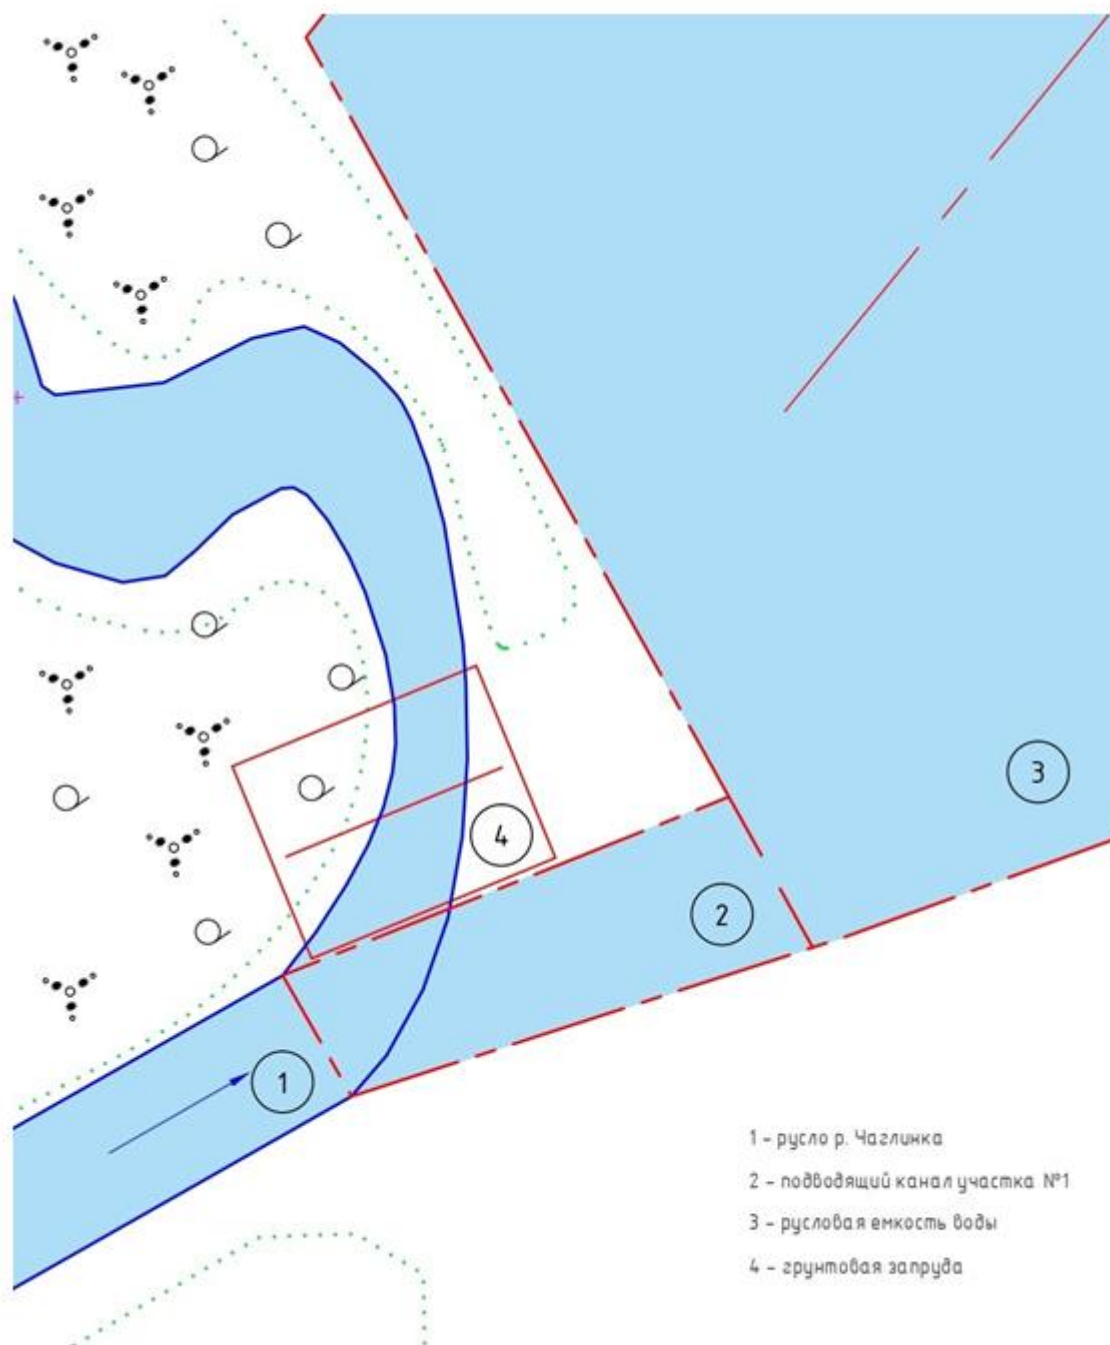 3
4
2
1
1 - русло р. Чаглинка
2 - подводящий канал участка №1
3 - русловая емкость воды
4 - грунтовая запруда